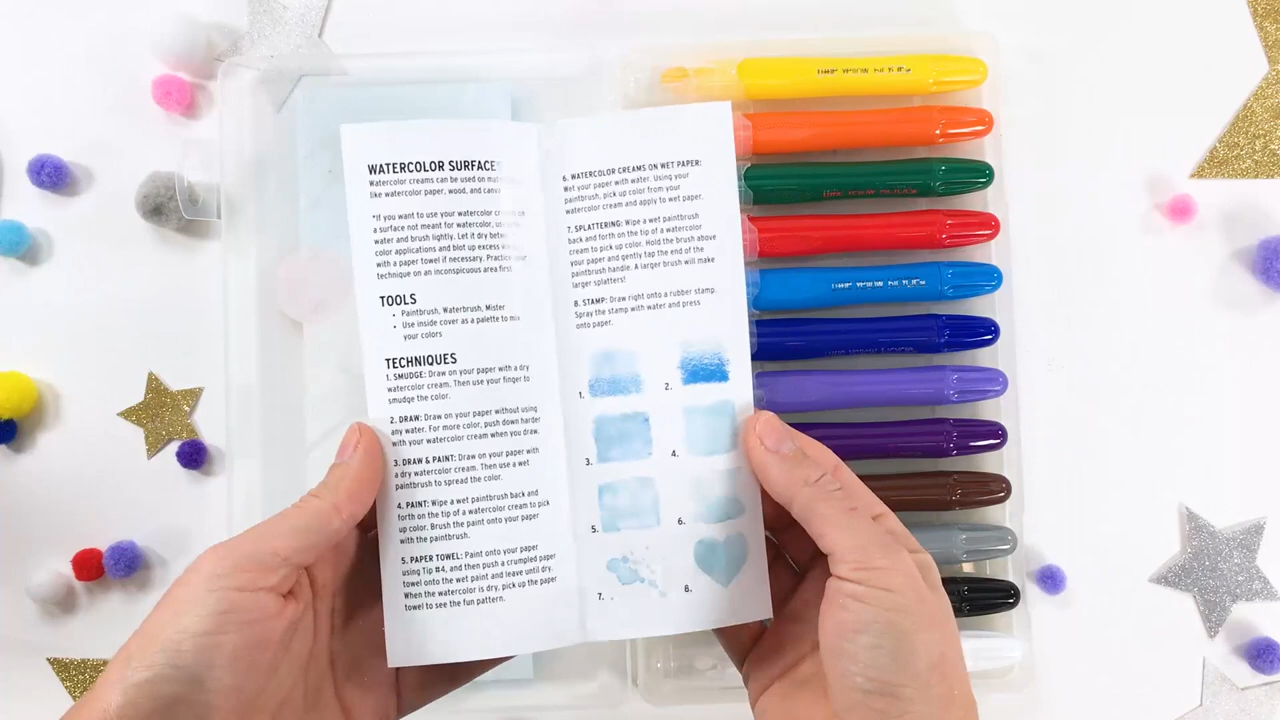 WATERCOLOR SURFACES
Watercolor creams can be used on
like watercolor paper, wood, and
*If you want to use your watercolor
a surface not meant for watercolor,
water and brush lightly. Let it dry
color applications and blot up excess
with a paper towel if necessary. Practice your
technique on an inconspicuous area first.
TOOLS
• Paintbrush, Waterbrush, Mister
• Use inside cover as a palette to mix
your colors
TECHNIQUES
1. SMUDGE: Draw on your paper with a dry
watercolor cream. Then use your finger to
smudge the color.
2. DRAW: Draw on your paper without using
any water. For more color, push down harder
with your watercolor cream when you draw.
3. DRAW & PAINT: Draw on your paper with
a dry watercolor cream. Then use a wet
paintbrush to spread the color.
4. PAINT: Wipe a wet paintbrush back and
forth on the tip of a watercolor cream to pick
up color. Brush the paint onto your paper
with the paintbrush.
5. PAPER TOWEL: Paint onto your paper
using Tip #4, and then push a crumpled paper
towel onto the wet paint and leave until dry.
When the watercolor is dry, pick up the paper
towel to see the fun pattern.
6. WATERCOLOR CREAMS ON WET PAPER:
Wet your paper with water. Using your
paintbrush, pick up color from your
watercolor cream and apply to wet paper.
7. SPLATTERING: Wipe a wet paintbrush
back and forth on the tip of a watercolor
cream to pick up color. Hold the brush above
your paper and gently tap the end of the
paintbrush handle. A larger brush will make
larger splatters!
8. STAMP: Draw right onto a rubber stamp.
Spray the stamp with water and press
onto paper.
1. 2.
3. 4.
5. 6.
7. 8.